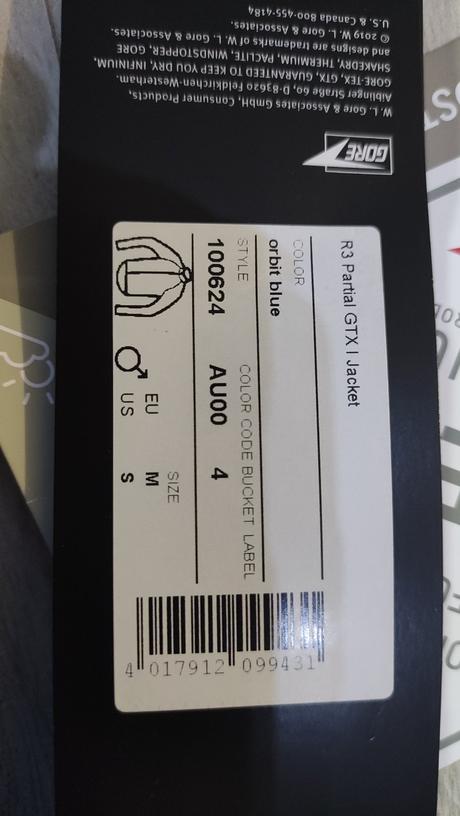 R3 Partial GTX I Jacket
COLOR
orbit blue
STYLE COLOR CODE BUCKET LABEL
100624 AU00 4
SIZE
EU M
US S
4 017912 099431
GORE
W. L. Gore & Associates GmbH, Consumer Products,
Aiblinger Straße 60, D-83620 Feldkirchen-Westerham.
GORE-TEX, GTX, GUARANTEED TO KEEP YOU DRY, INFINIUM,
SHAKEDRY, THERMIUM, PACLITE, WINDSTOPPER, GORE
and designs are trademarks of W. L. Gore & Associates.
© 2019 W. L. Gore & Associates.
U.S. & Canada 800-455-4184